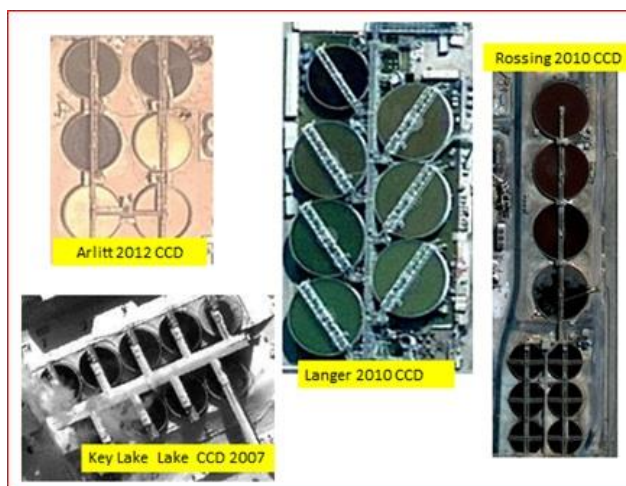 Rossing 2010 CCD
Arlitt 2012 CCD
Langer 2010 CCD
Key Lake Lake CCD 2007